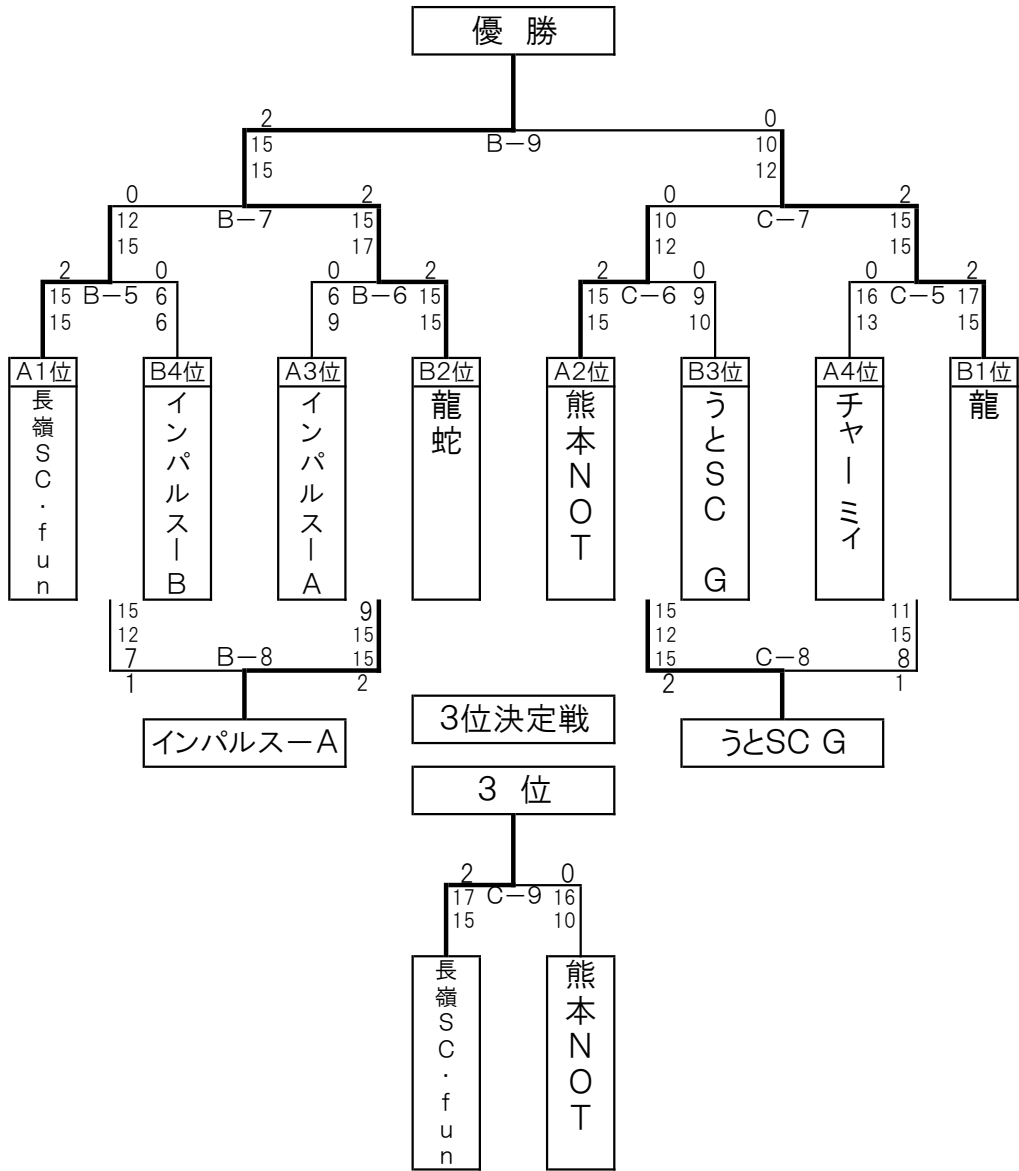 優 勝
2 0
15 B-9 10
15 12
0 2 0 2
12 B-7 15 10 C-7 15
15 17 12 15
2 0 0 2 2 0 0 2
15 B-5 6 6 B-6 15 15 C-6 9 16 C-5 17
15 6 9 15 15 10 13 15
A1位 B4位 A3位 B2位 A2位 B3位 A4位 B1位
長嶺SC・fun
インパルスーB
インパルスーA
龍蛇
熊本NOT
うとSC G
チャーミィ
龍
15 9 15 11
12 15 12 15
7 B-8 15 15 C-8 8
1 2 2 1
インパルスーA 3位決定戦 うとSC G
3 位
2 0
17 C-9 16
15 10
長嶺SC・fun
熊本NOT